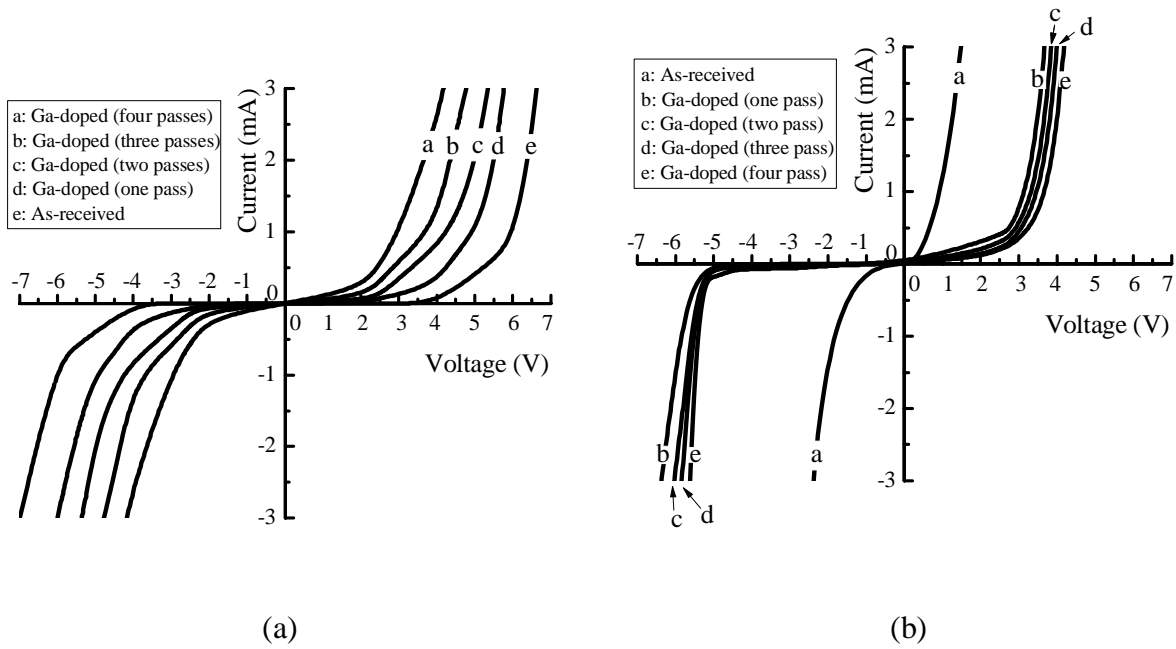 a: Ga-doped (four passes)
b: Ga-doped (three passes)
c: Ga-doped (two passes)
d: Ga-doped (one pass)
e: As-received
Current (mA)
3
2
1
0
-1
-2
-3
-7 -6 -5 -4 -3 -2 -1
0 1 2 3 4 5 6 7
Voltage (V)
a b c d e
(a)
a: As-received
b: Ga-doped (one pass)
c: Ga-doped (two pass)
d: Ga-doped (three pass)
e: Ga-doped (four pass)
Current (mA)
3
2
1
0
-1
-2
-3
-7 -6 -5 -4 -3 -2 -1
0 1 2 3 4 5 6 7
Voltage (V)
c
d
a
b
e
b e a
c d
(b)